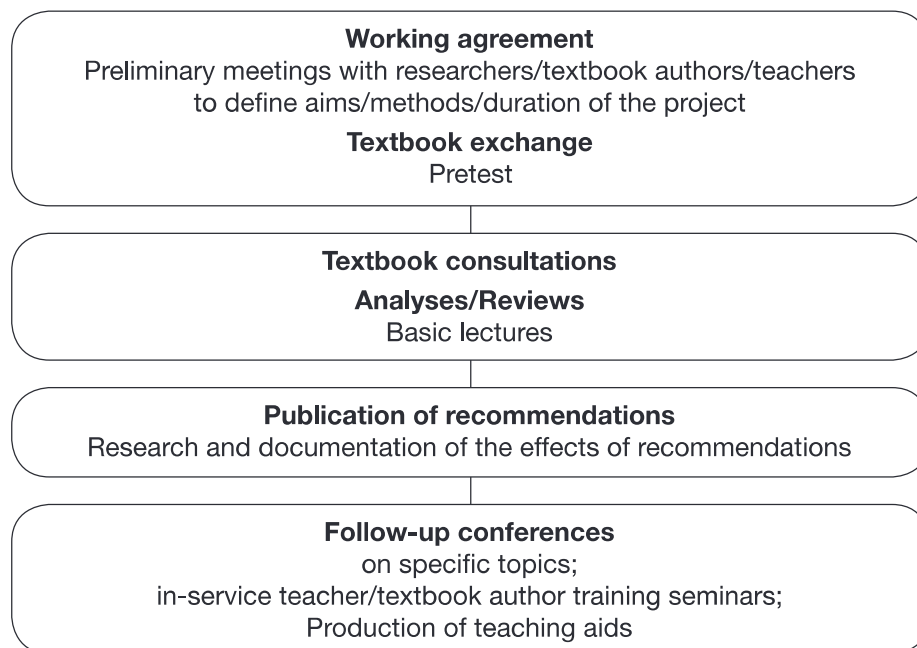 Working agreement
Preliminary meetings with researchers/textbook authors/teachers
to define aims/methods/duration of the project
Textbook exchange
Pretest
Textbook consultations
Analyses/Reviews
Basic lectures
Publication of recommendations
Research and documentation of the effects of recommendations
Follow-up conferences
on specific topics;
in-service teacher/textbook author training seminars;
Production of teaching aids